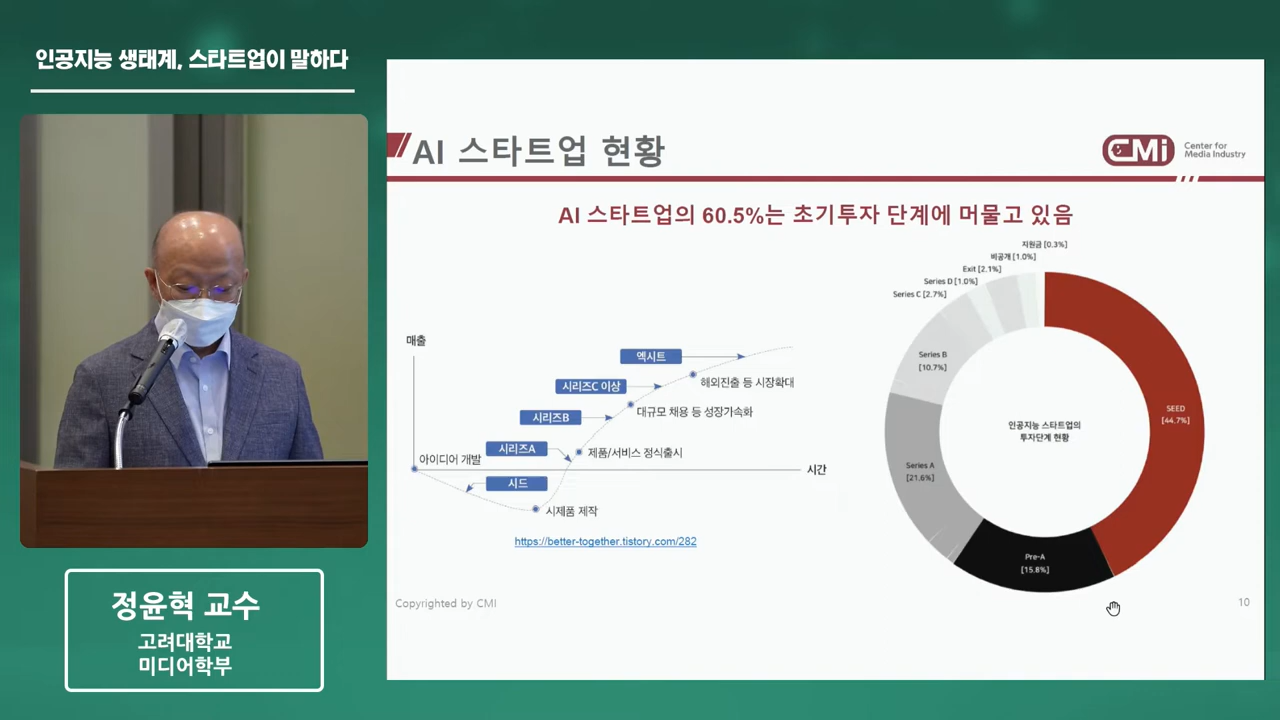 인공지능 생태계, 스타트업이 말하다
정윤혁 교수
고려대학교
미디어학부
AI 스타트업 현황
CMi
Center for
Media Industry
AI 스타트업의 60.5%는 초기투자 단계에 머물고 있음
매출
엑시트
해외진출 등 시장확대
시리즈C 이상
대규모 채용 등 성장가속화
시리즈B
시리즈A
제품/서비스 정식출시
아이디어 개발
시간
시드
시제품 제작
https://better-together.tistory.com/282
지원금 [0.3%]
비공개 [1.0%]
Exit [2.1%]
Series D [1.0%]
Series C [2.7%]
Series B
[10.7%]
SEED
[44.7%]
인공지능 스타트업의
투자단계 현황
Series A
[21.6%]
Pre-A
[15.8%]
Copyrighted by CMI
10